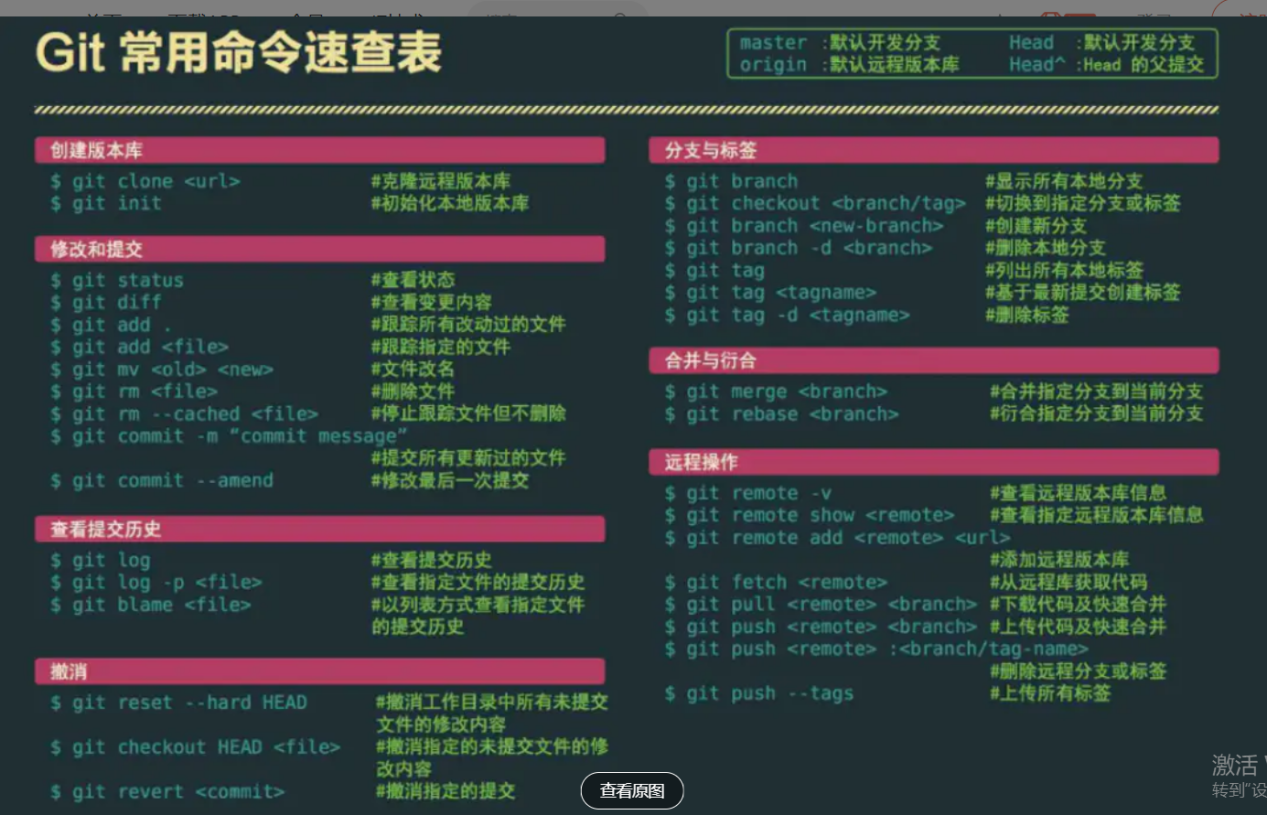 Git 常用命令速查表
master :默认开发分支 Head :默认开发分支
origin :默认远程版本库 Head^ :Head 的父提交
创建版本库
$ git clone <url> #克隆远程版本库
$ git init #初始化本地版本库
修改和提交
$ git status #查看状态
$ git diff #查看变更内容
$ git add . #跟踪所有改动过的文件
$ git add <file> #跟踪指定的文件
$ git mv <old> <new> #文件改名
$ git rm <file> #删除文件
$ git rm --cached <file> #停止跟踪文件但不删除
$ git commit -m “commit message”
#提交所有更新过的文件
$ git commit --amend #修改最后一次提交
查看提交历史
$ git log #查看提交历史
$ git log -p <file> #查看指定文件的提交历史
$ git blame <file> #以列表方式查看指定文件
的提交历史
撤消
$ git reset --hard HEAD #撤消工作目录中所有未提交
文件的修改内容
$ git checkout HEAD <file> #撤消指定的未提交文件的修
改内容
$ git revert <commit> #撤消指定的提交
分支与标签
$ git branch #显示所有本地分支
$ git checkout <branch/tag> #切换到指定分支或标签
$ git branch <new-branch> #创建新分支
$ git branch -d <branch> #删除本地分支
$ git tag #列出所有本地标签
$ git tag <tagname> #基于最新提交创建标签
$ git tag -d <tagname> #删除标签
合并与衍合
$ git merge <branch> #合并指定分支到当前分支
$ git rebase <branch> #衍合指定分支到当前分支
远程操作
$ git remote -v #查看远程版本库信息
$ git remote show <remote> #查看指定远程版本库信息
$ git remote add <remote> <url>
#添加远程版本库
$ git fetch <remote> #从远程库获取代码
$ git pull <remote> <branch> #下载代码及快速合并
$ git push <remote> <branch> #上传代码及快速合并
$ git push <remote> :<branch/tag-name>
#删除远程分支或标签
$ git push --tags #上传所有标签
查看原图
激活
转到"设